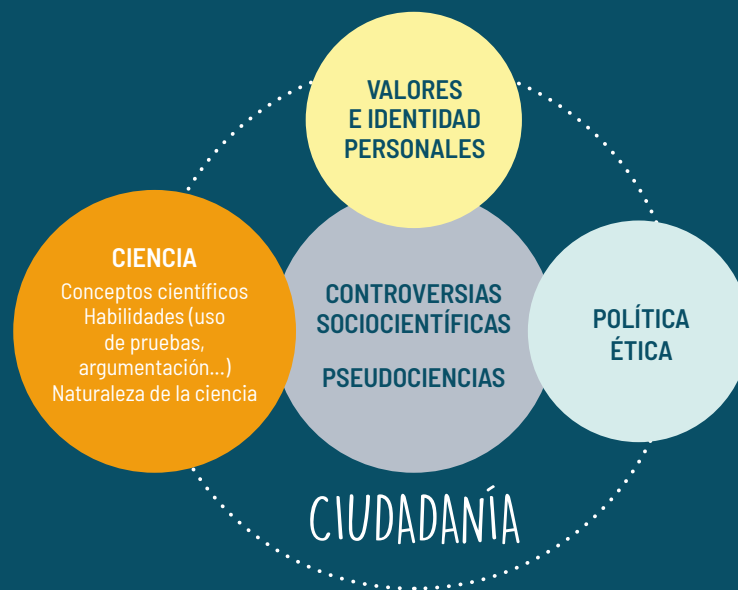 VALORES
E IDENTIDAD
PERSONALES
CIENCIA
Conceptos científicos
Habilidades (uso
de pruebas,
argumentación...)
Naturaleza de la ciencia
CONTROVERSIAS
SOCIOCIENTÍFICAS
PSEUDOCIENCIAS
POLÍTICA
ÉTICA
CIUDADANÍA